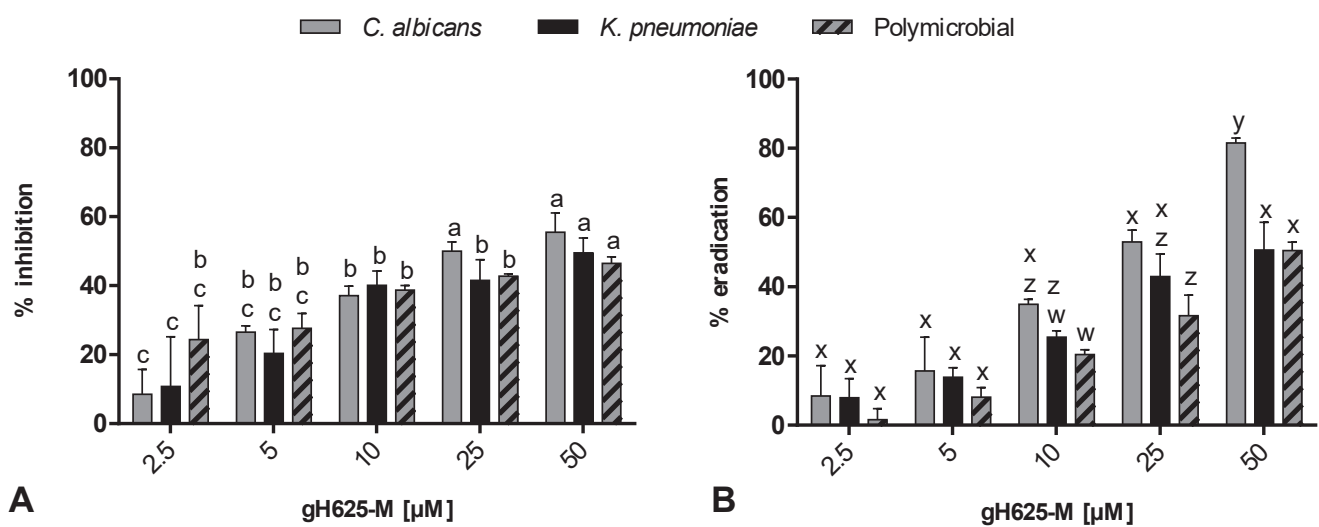 C. albicans K. pneumoniae Polymicrobial
100
80
60
40
20
0
% inhibition
c c b c
b c b c b c
b b b
a b b
a a a
2.5 5 10 25 50
gH625-M [µM]
A
100
80
60
40
20
0
% eradication
x x x
x x x
x z z w w
x x z z
y x x
2.5 5 10 25 50
gH625-M [µM]
B